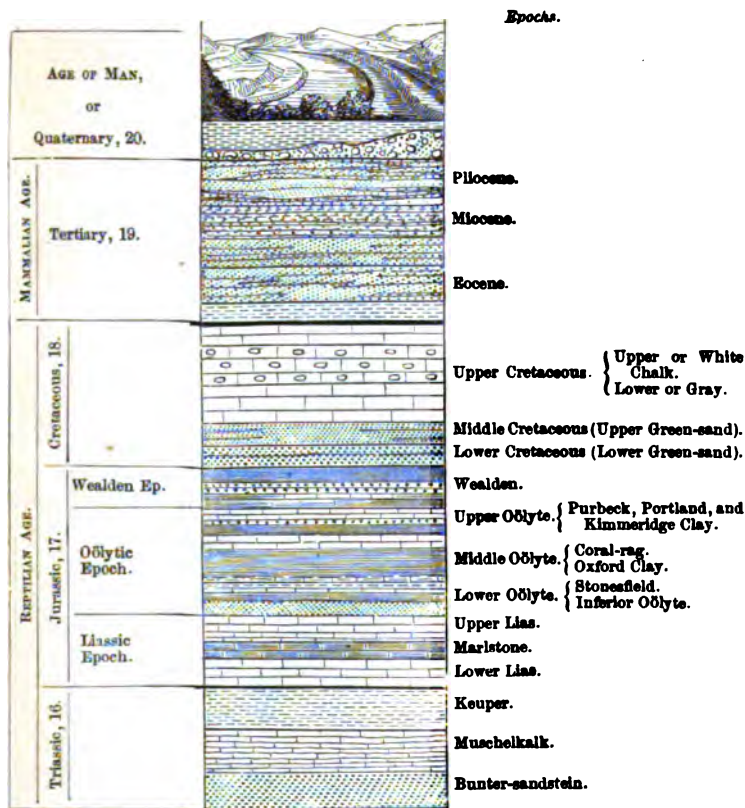 Epochs.
AGE OF MAN,
or
Quaternary, 20.
MAMMALIAN AGE.
Tertiary, 19.
Pliocene.
Miocene.
Eocene.
REPTILIAN AGE.
Cretaceous, 18.
Upper Cretaceous. { Upper or White
Chalk.
Lower or Gray.
Middle Cretaceous (Upper Green-sand).
Lower Cretaceous (Lower Green-sand).
Jurassic, 17.
Wealden Ep.
Wealden.
Oölytic
Epoch.
Upper Oölyte. { Purbeck, Portland, and
Kimmeridge Clay.
Middle Oölyte. { Coral-rag.
Oxford Clay.
Lower Oölyte. { Stonesfield.
Inferior Oölyte.
Liassic
Epoch.
Upper Lias.
Marlstone.
Lower Lias.
Triassic, 16.
Keuper.
Muschelkalk.
Bunter-sandstein.